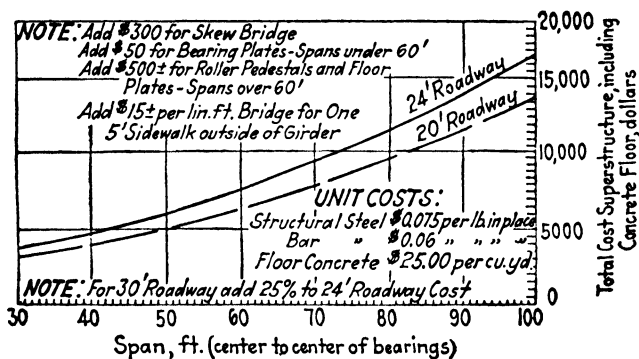 NOTE: Add $300 for Skew Bridge
Add $50 for Bearing Plates-Spans under 60'
Add $500± for Roller Pedestals and Floor
Plates-Spans over 60'
Add $15± per lin.ft. Bridge for One
5' Sidewalk outside of Girder
24' Roadway
20' Roadway
UNIT COSTS:
Structural Steel $0.075 per lb. in place
Bar " $0.06 " " " "
Floor Concrete $25.00 per cu.yd.
NOTE: For 30' Roadway add 25% to 24' Roadway Cost
20,000
15,000
10,000
5000
0
Total Cost Superstructure, including
Concrete Floor, dollars
30 40 50 60 70 80 90 100
Span, ft. (center to center of bearings)